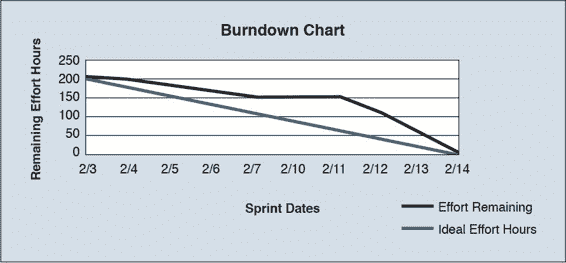 Burndown Chart
Remaining Effort Hours
250
200
150
100
50
0
2/3 2/4 2/5 2/6 2/7 2/10 2/11 2/12 2/13 2/14
Sprint Dates
Effort Remaining
Ideal Effort Hours